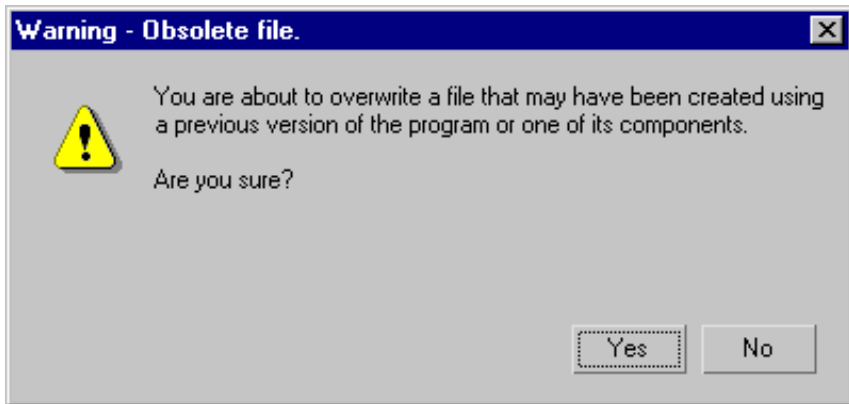 Warning - Obsolete file.
You are about to overwrite a file that may have been created using
a previous version of the program or one of its components.
Are you sure?
Yes No